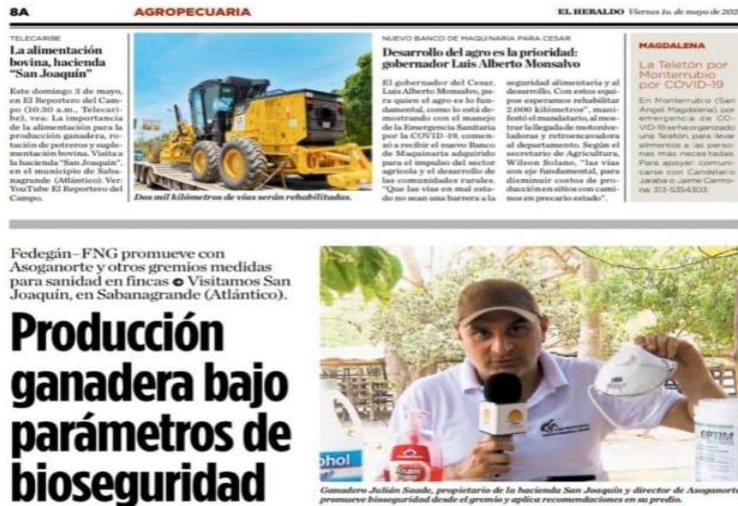 8A
AGROPECUARIA
EL HERALDO Viernes 1o. de mayo de 202
TELECARIBE
La alimentación
bovina, hacienda
“San Joaquín”
Este domingo 3 de mayo,
en El Reportero del Cam-
po (10:30 a.m., Telecari-
be), vea: La importancia
de la alimentación para la
producción ganadera, ro-
tación de potreros y suple-
mentación bovina. Visita a
la hacienda “San Joaquín”,
en el municipio de Saba-
nagrande (Atlántico). Ver:
YouTube El Reportero del
Campo.
Dos mil kilómetros de vías serán rehabilitadas.
NUEVO BANCO DE MAQUINARIA PARA CESAR
Desarrollo del agro es la prioridad:
gobernador Luis Alberto Monsalvo
El gobernador del Cesar,
Luis Alberto Monsalvo, pa-
ra quien el agro es lo fun-
damental, como lo está de-
mostrando con el manejo
de la Emergencia Sanitaria
por la COVID-19, comen-
zó a recibir el nuevo Banco
de Maquinaria adquirido
para el impulso del sector
agrícola y el desarrollo de
las comunidades rurales.
“Que las vías en mal esta-
do no sean una barrera a la
seguridad alimentaria y al
desarrollo. Con estos equi-
pos esperamos rehabilitar
2.000 kilómetros”, mani-
festó el mandatario, al mos-
trar la llegada de motonive-
ladoras y retroexcavadora
al departamento. Según el
secretario de Agricultura,
Wilson Solano, “las vías
son eje fundamental, para
disminuir costos de pro-
ducción en sitios con cami-
nos en precario estado”.
MAGDALENA
La Teletón por
Monterrubio
por COVID-19
En Monterrubio (San
Ángel, Magdalena), por
emergencia de CO-
VID-19 se ha organizado
una Teletón, para llevar
alimentos a las perso-
nas más necesitadas.
Para apoyar comuni-
carse con Candelario
Jaraba o Jaime Carmo-
na: 313-5354303.
Fedegán-FNG promueve con
Asoganorte y otros gremios medidas
para sanidad en fincas Visitamos San
Joaquín, en Sabanagrande (Atlántico).
Producción
ganadera bajo
parámetros de
bioseguridad
ohol
OPTIM
Ganadero Julián Saade, propietario de la hacienda San Joaquín y director de Asoganorte
promueve bioseguridad desde el gremio y aplica recomendaciones en su predio.